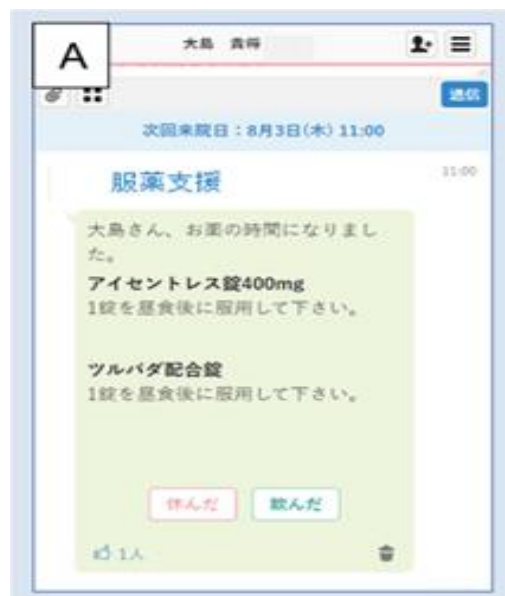 A
大島
送信
次回来院日：8月3日(木) 11:00
服薬支援
11:00
大島さん、お薬の時間になりまし
た。
アイセントレス錠400mg
1錠を昼食後に服用して下さい。
ツルバダ配合錠
1錠を昼食後に服用して下さい。
休んだ
飲んだ
1人